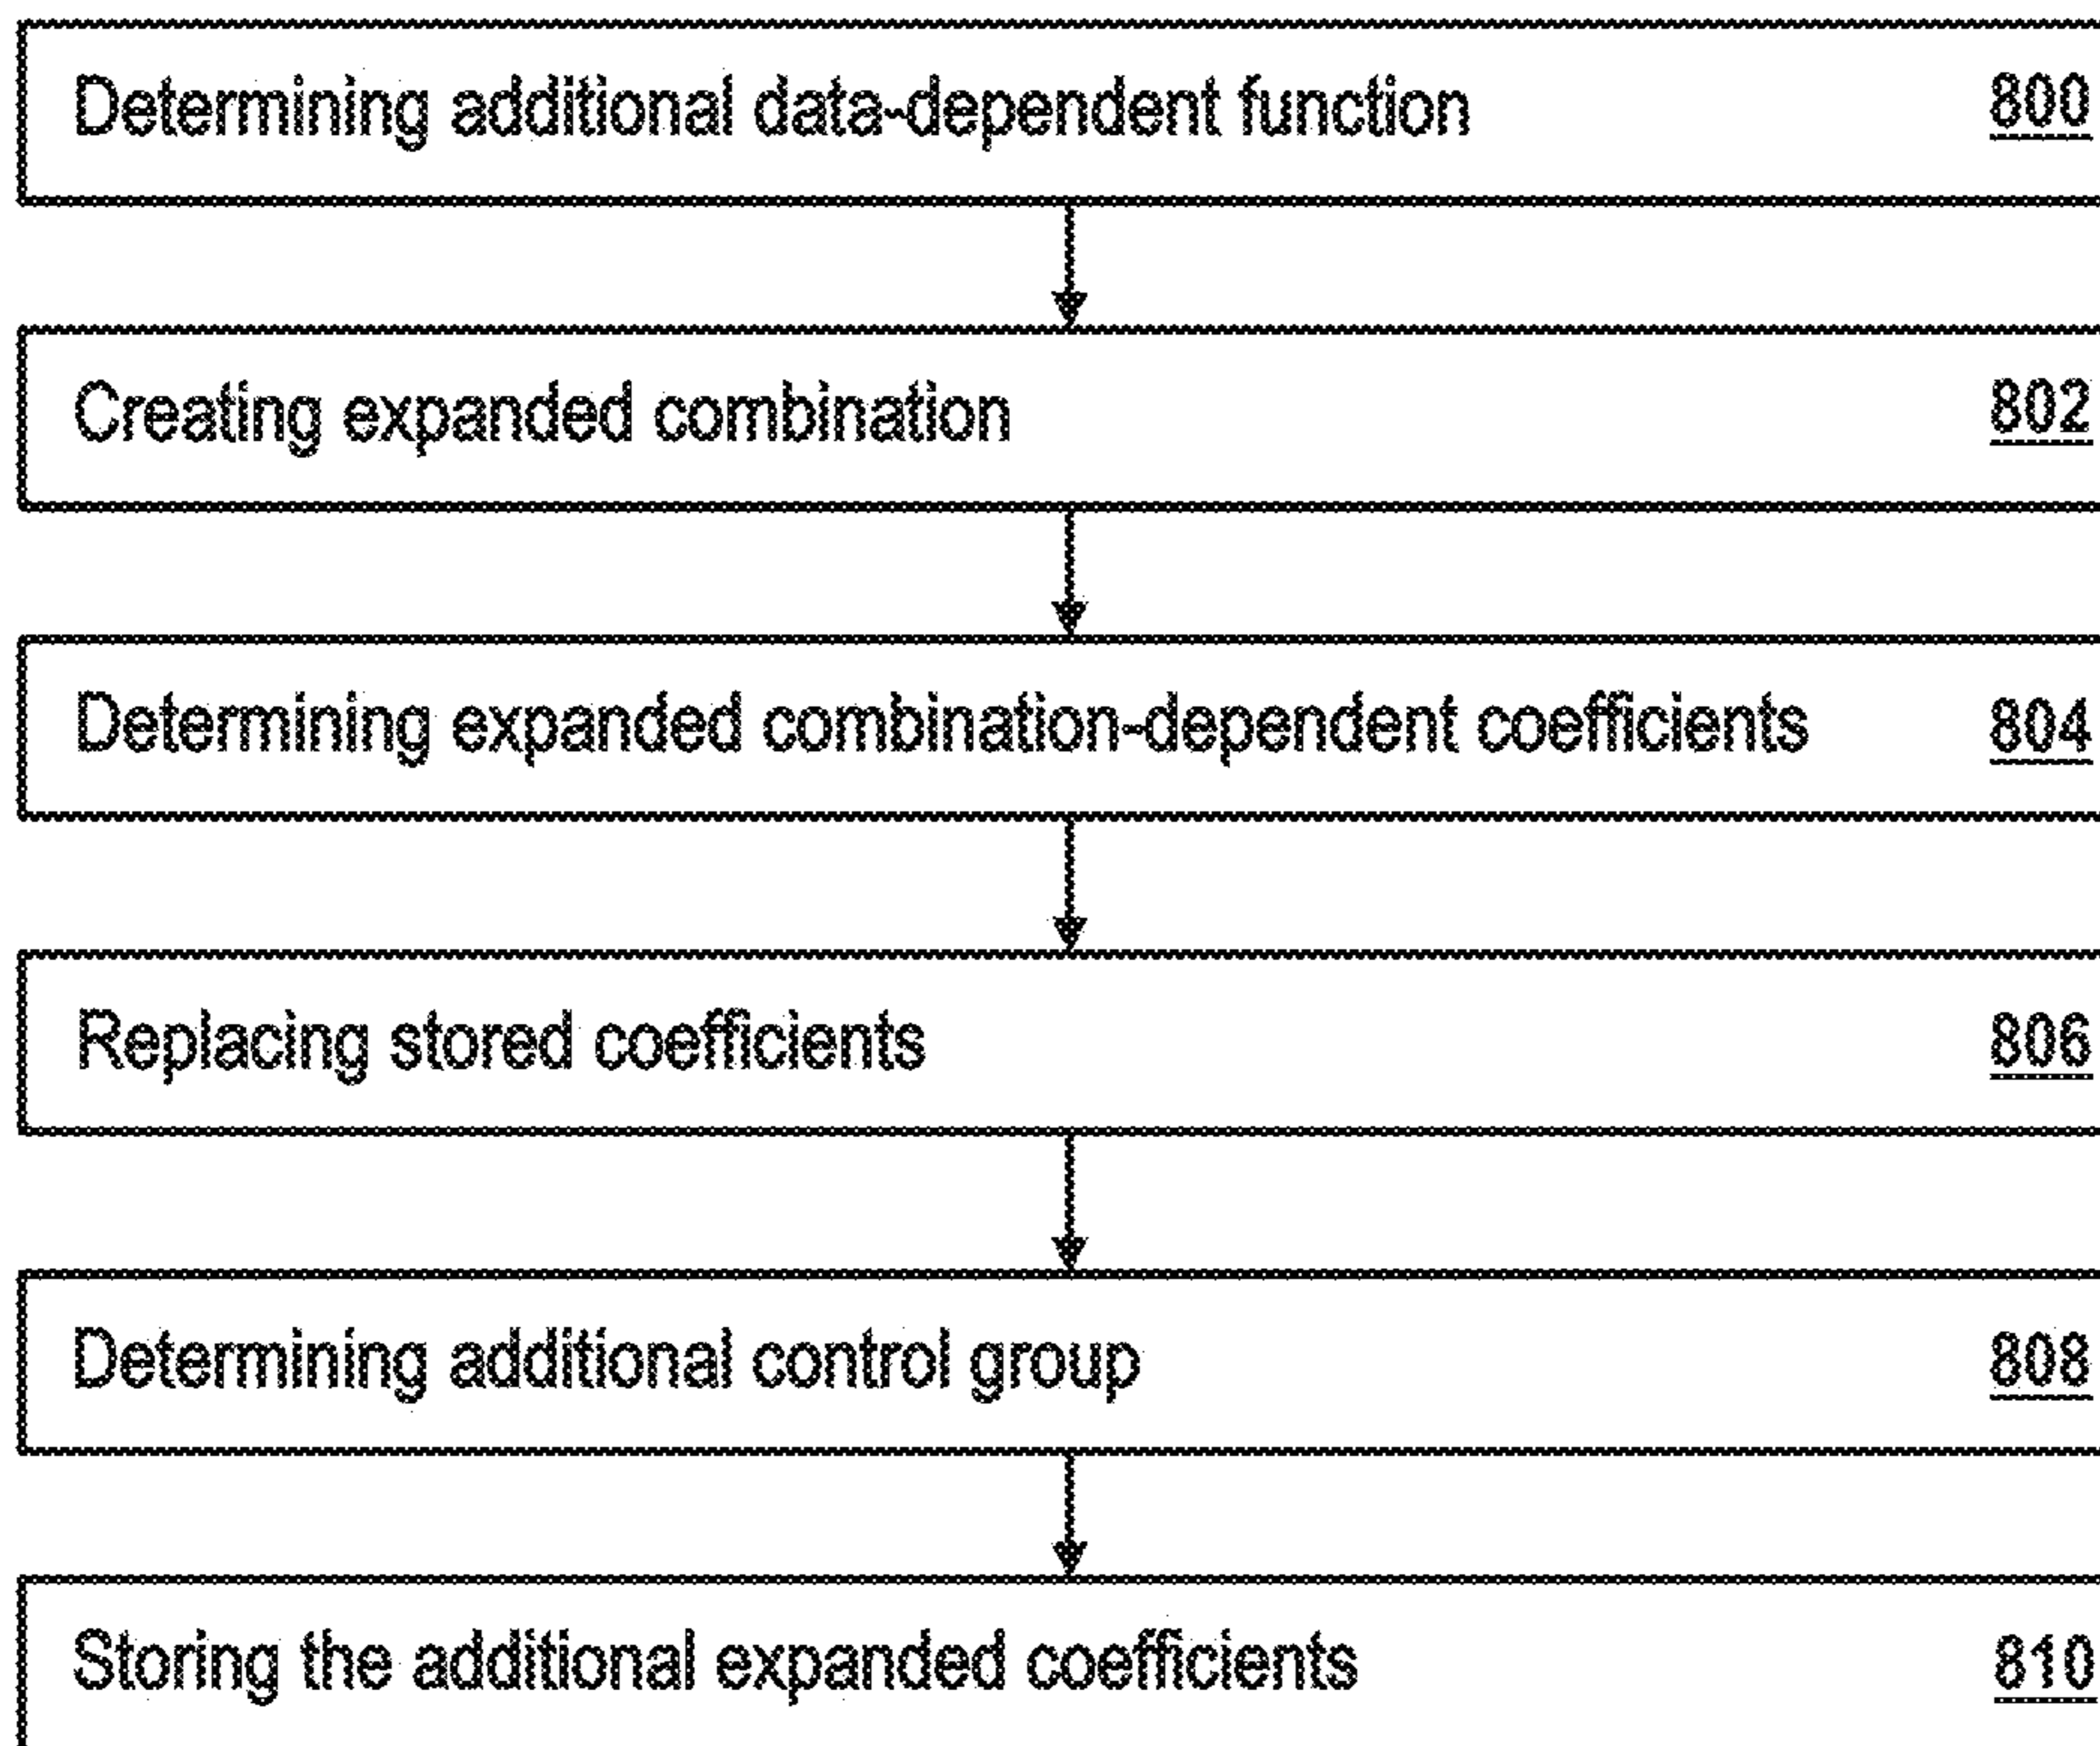 Determining additional data-dependent function 800
Creating expanded combination 802
Determining expanded combination-dependent coefficients 804
Replacing stored coefficients 806
Determining additional control group 808
Storing the additional expanded coefficients 810